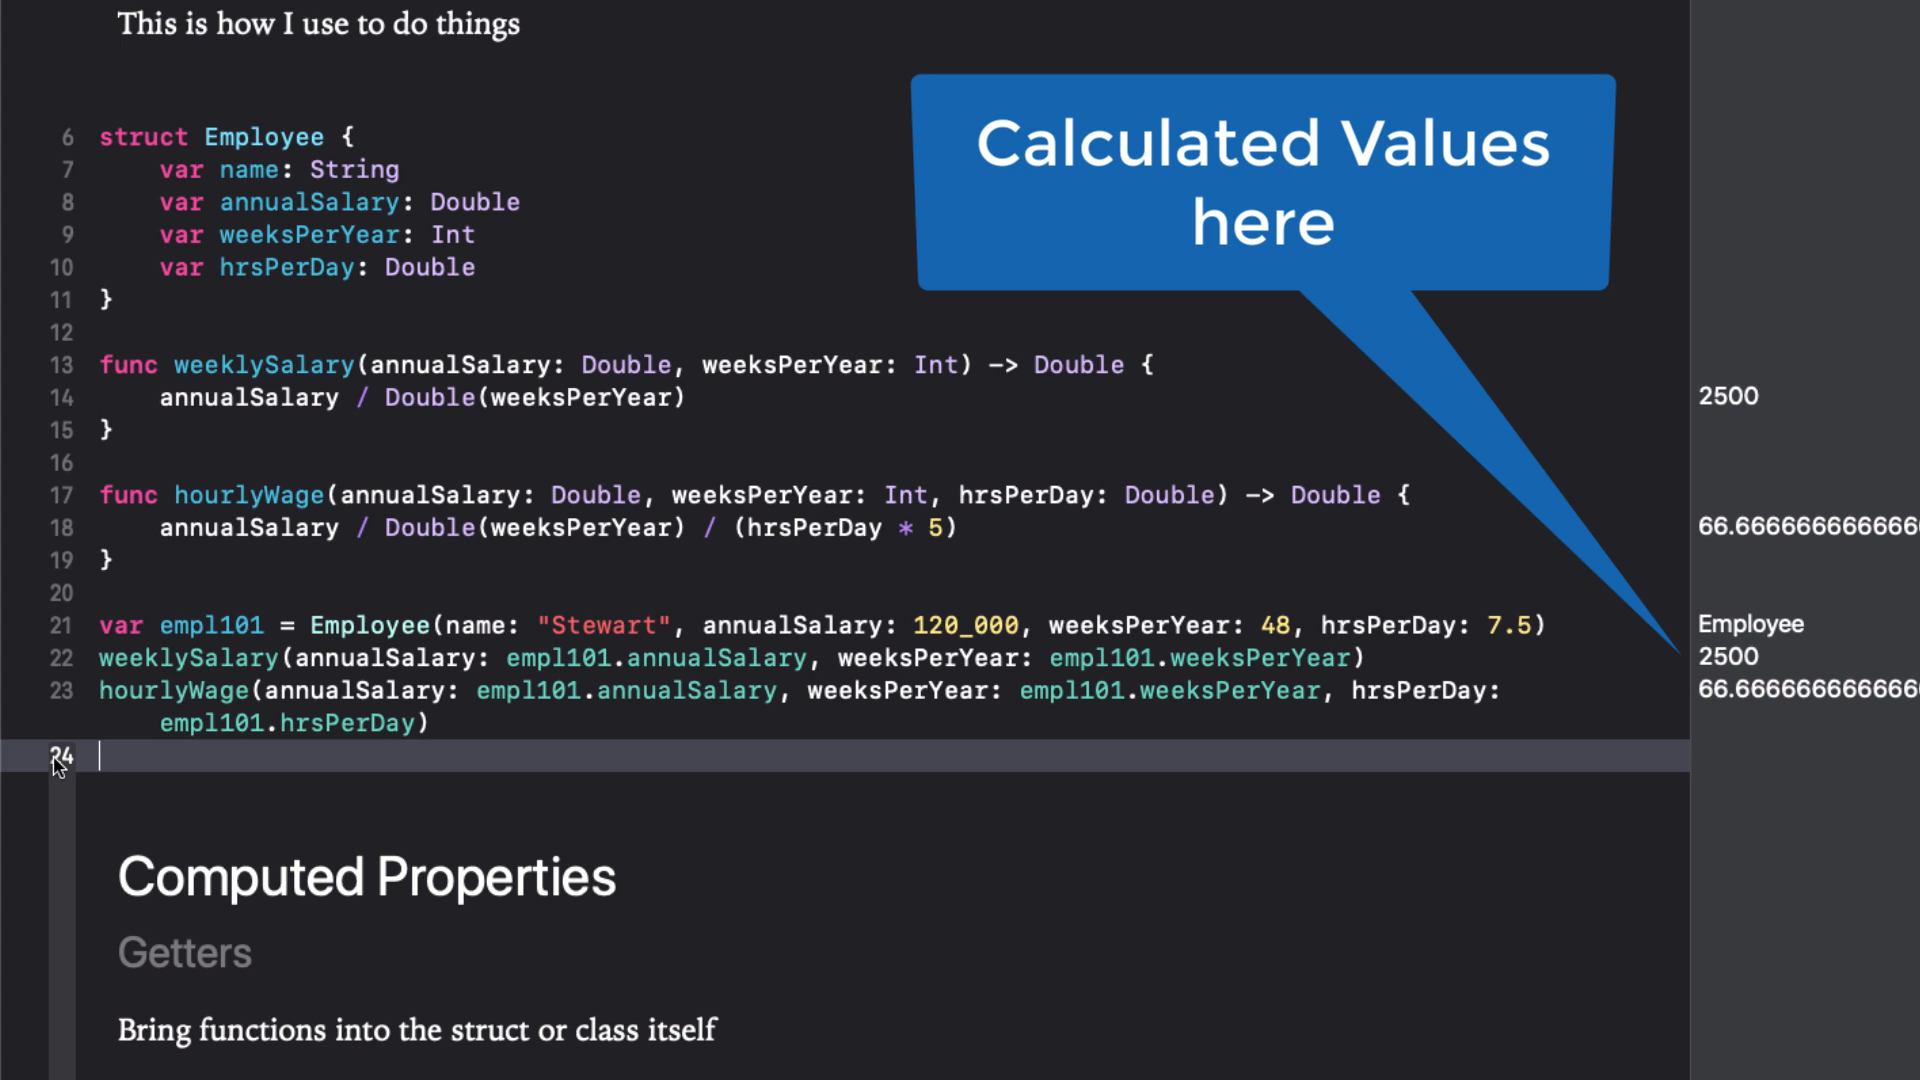 This is how I use to do things
Calculated Values
here
6 struct Employee {
7 var name: String
8 var annualSalary: Double
9 var weeksPerYear: Int
10 var hrsPerDay: Double
11 }
12
13 func weeklySalary(annualSalary: Double, weeksPerYear: Int) -> Double {
14 annualSalary / Double(weeksPerYear) 2500
15 }
16
17 func hourlyWage(annualSalary: Double, weeksPerYear: Int, hrsPerDay: Double) -> Double {
18 annualSalary / Double(weeksPerYear) / (hrsPerDay * 5) 66.6666666666666
19 }
20
21 var empl101 = Employee(name: "Stewart", annualSalary: 120_000, weeksPerYear: 48, hrsPerDay: 7.5) Employee
22 weeklySalary(annualSalary: empl101.annualSalary, weeksPerYear: empl101.weeksPerYear) 2500
23 hourlyWage(annualSalary: empl101.annualSalary, weeksPerYear: empl101.weeksPerYear, hrsPerDay: 66.6666666666666
empl101.hrsPerDay)
24
Computed Properties
Getters
Bring functions into the struct or class itself